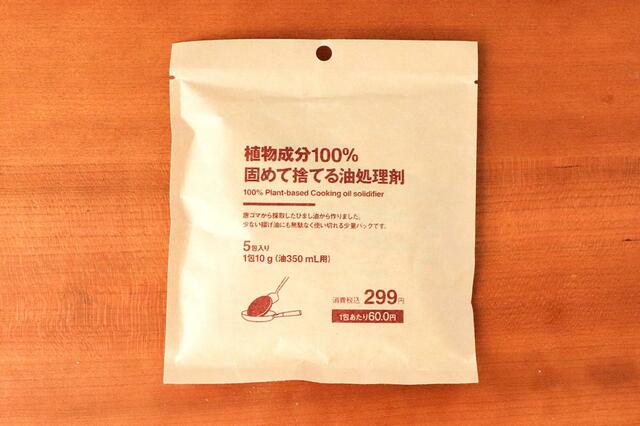 植物成分100%
固めて捨てる油処理剤
100% Plant-based Cooking oil solidifier
唐ゴマから採取したひまし油から作りました。
少ない揚げ油にも無駄なく使い切れる少量パックです。
5包入り
1包10g(油350mL用)
消費税込 299円
1包あたり60.0円